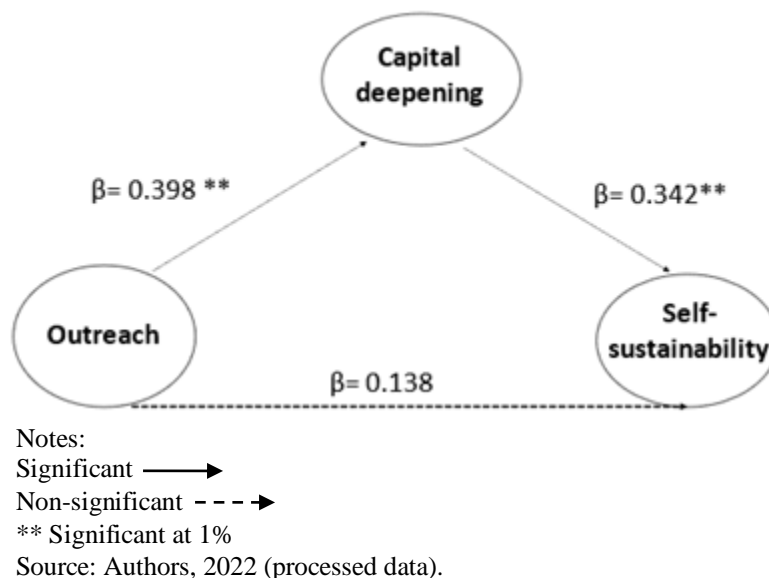 Capital
deepening
β= 0.398 **
β= 0.342**
Outreach
Self-
sustainability
β= 0.138
Notes:
Significant
Non-significant
** Significant at 1%
Source: Authors, 2022 (processed data).